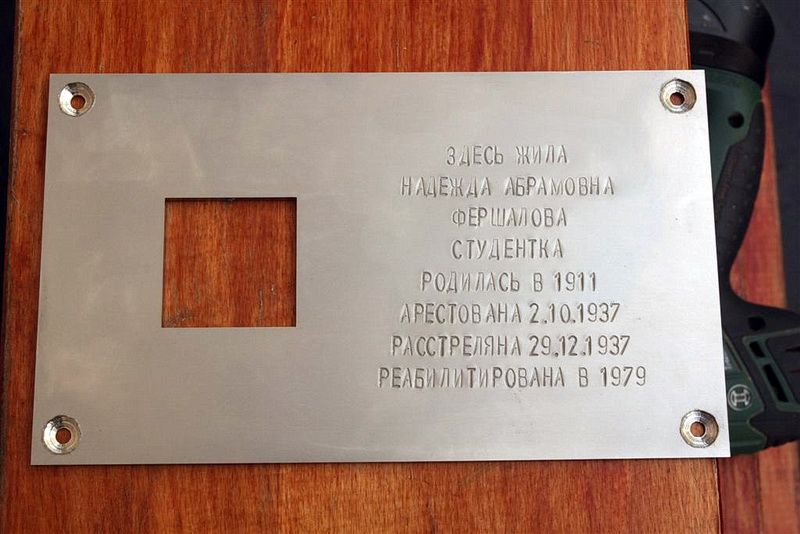 ЗДЕСЬ ЖИЛА
НАДЕЖДА АБРАМОВНА
ФЕРШАЛОВА
СТУДЕНТКА
РОДИЛАСЬ В 1911
АРЕСТОВАНА 2.10.1937
РАССТРЕЛЯНА 29.12.1937
РЕАБИЛИТИРОВАНА В 1979